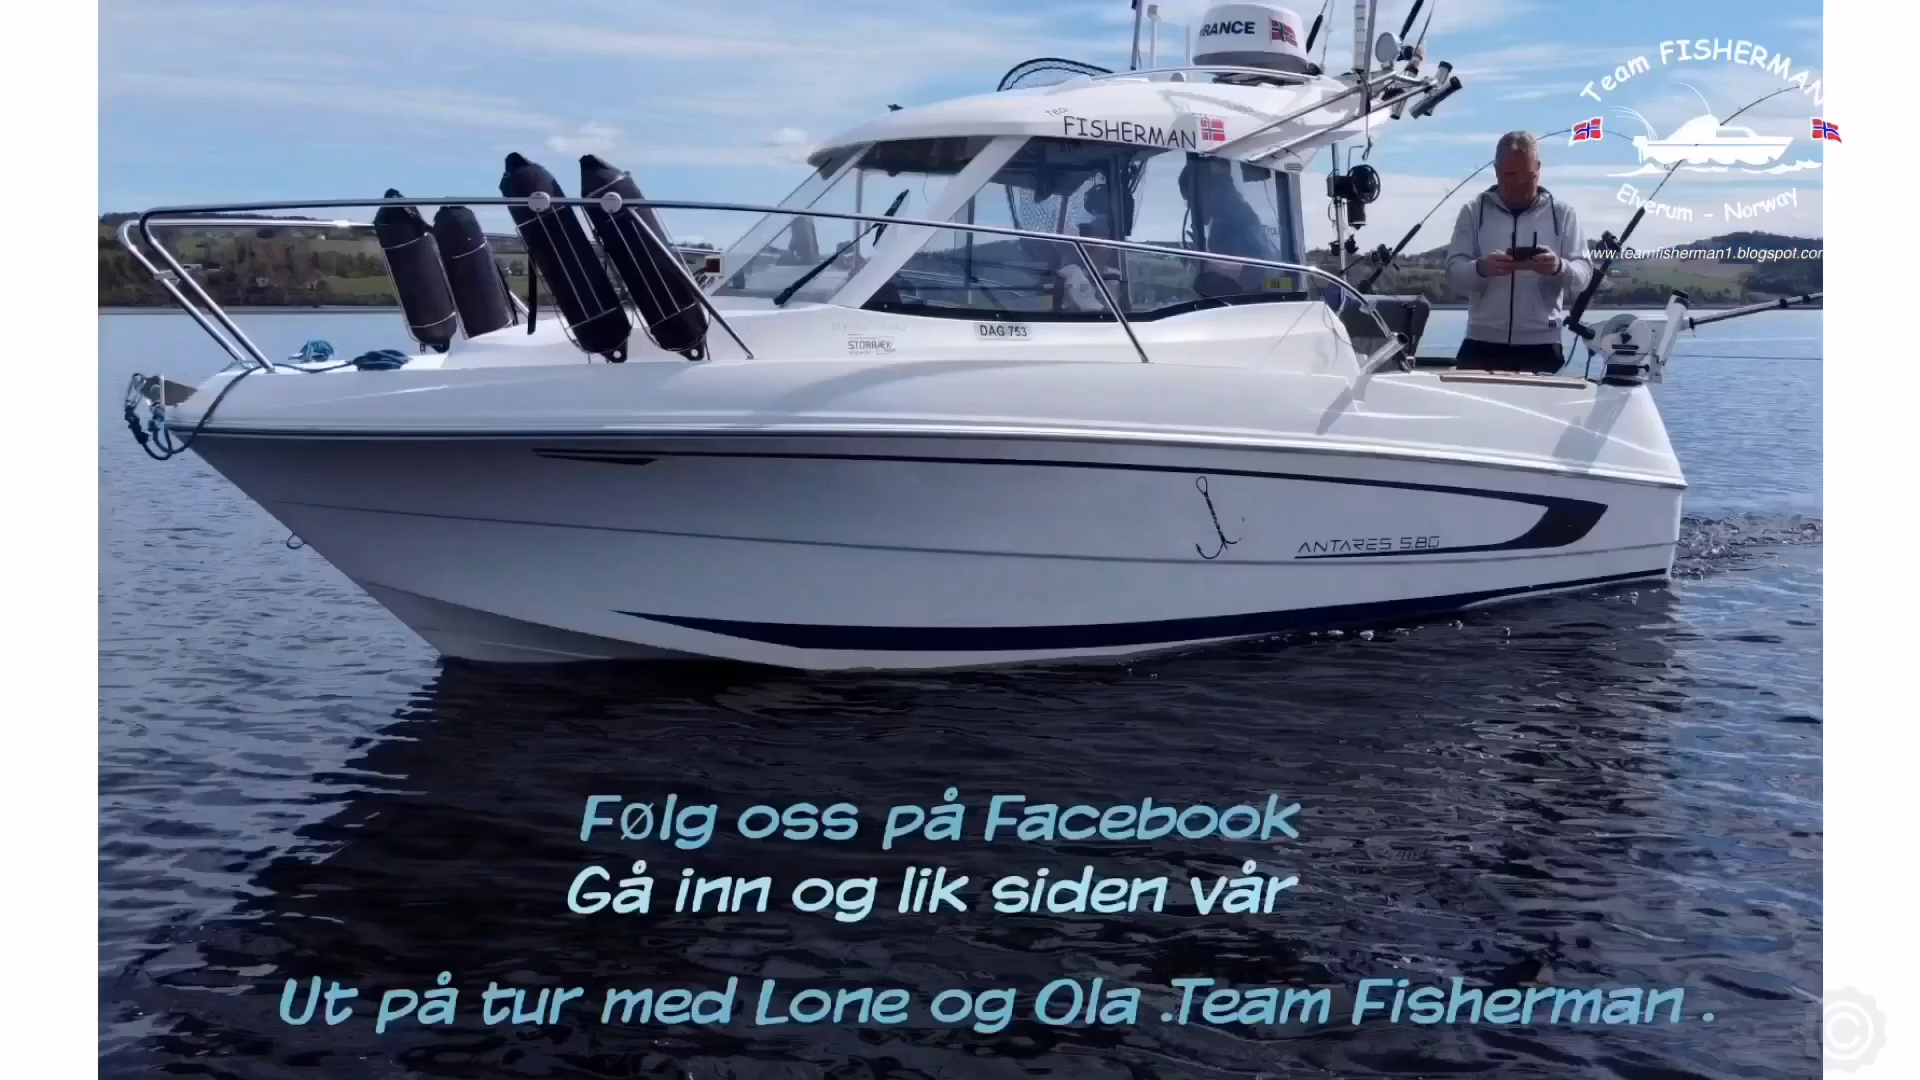 RANCE
Team FISHERMAN
Elverum - Norway
www.teamfisherman1.blogspot.com
FISHERMAN
DAG 753
STORBÆK
ANTARES 5.80
Følg oss på Facebook
Gå inn og lik siden vår
Ut på tur med Lone og Ola .Team Fisherman .